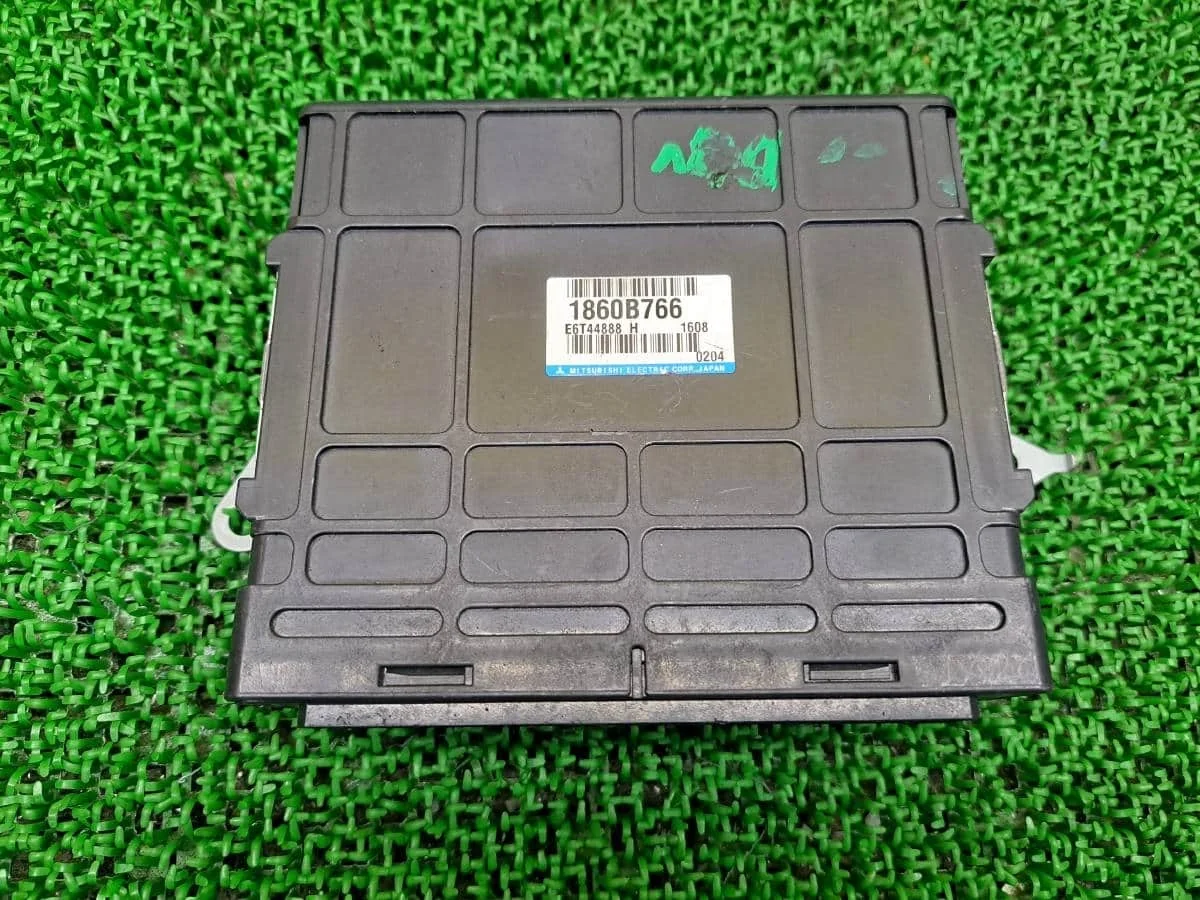 1860B766
E6T44888 H 1608
0204
MITSUBISHI ELECTRIC CORP. JAPAN